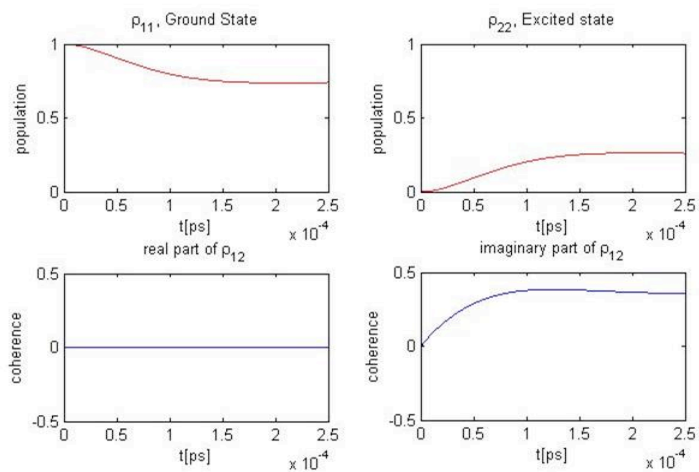 ρ11, Ground State
population
1
0.5
0
0 0.5 1 1.5 2 2.5
t[ps]
x 10-4
ρ22, Excited state
population
1
0.5
0
0 0.5 1 1.5 2 2.5
t[ps]
x 10-4
real part of ρ12
coherence
0.5
0
-0.5
0 0.5 1 1.5 2 2.5
t[ps]
x 10-4
imaginary part of ρ12
coherence
0.5
0
-0.5
0 0.5 1 1.5 2 2.5
t[ps]
x 10-4